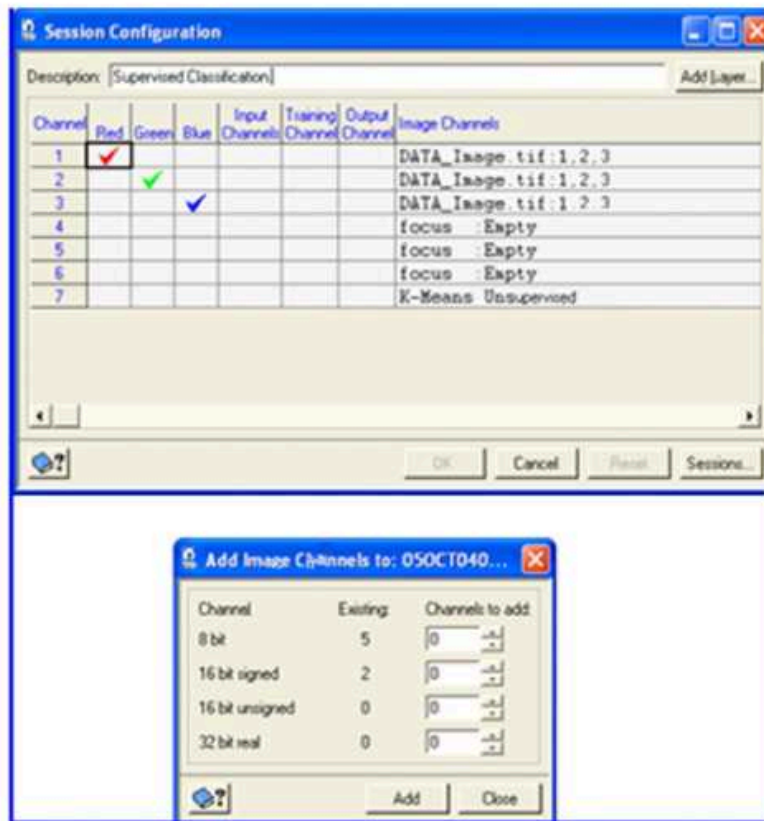 Session Configuration
Description: Supervised Classification
Add Layer...
Channel Red Green Blue Input Channels Training Channel Output Channel Image Channels
1 DATA_Image.tif:1,2,3
2 DATA_Image.tif:1,2,3
3 DATA_Image.tif:1 2 3
4 focus :Empty
5 focus :Empty
6 focus :Empty
7 K-Means Unsupervised
OK Cancel Reset Sessions...
Add Image Channels to: 05OCT040...
Channel Existing: Channels to add:
8 bit 5 0
16 bit signed 2 0
16 bit unsigned 0 0
32 bit real 0 0
Add Close